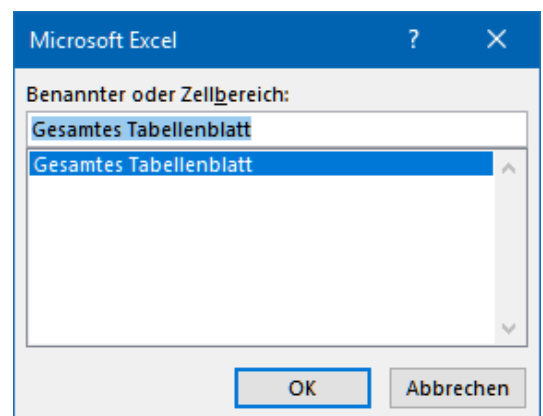 Microsoft Excel ?
Benannter oder Zellbereich:
Gesamtes Tabellenblatt
Gesamtes Tabellenblatt
OK Abbrechen